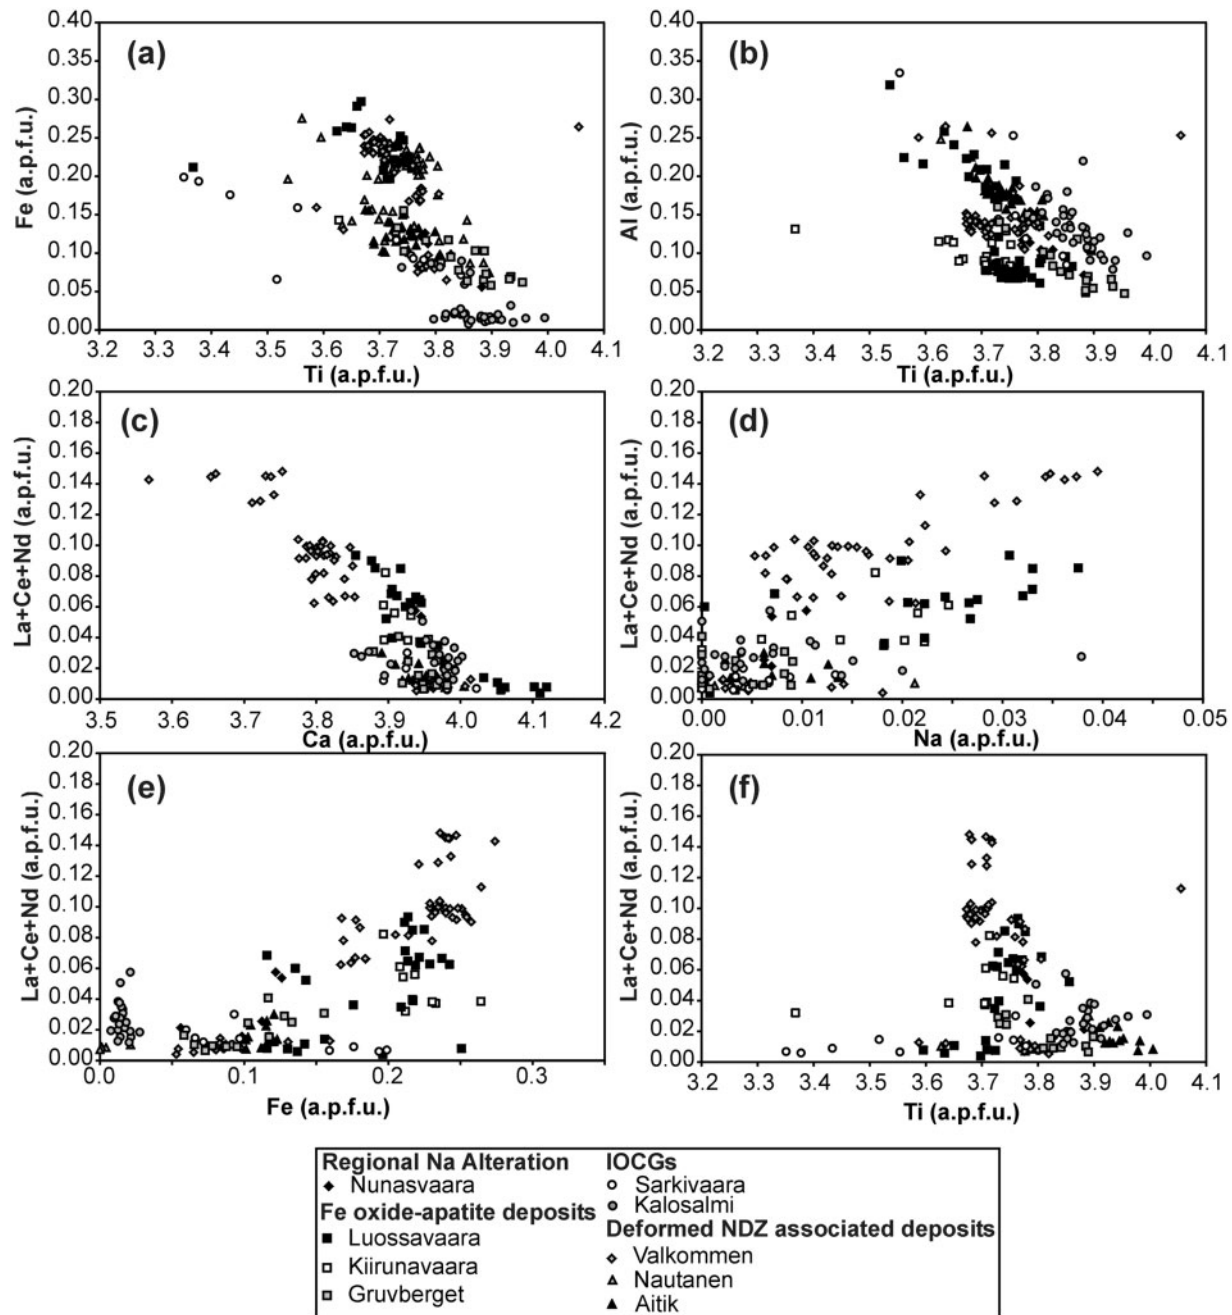 0.40 0.35 0.30 0.25 0.20 0.15 0.10 0.05 0.00
Fe (a.p.f.u.)
(a)
3.2 3.3 3.4 3.5 3.6 3.7 3.8 3.9 4.0 4.1
Ti (a.p.f.u.)
0.40 0.35 0.30 0.25 0.20 0.15 0.10 0.05 0.00
Al (a.p.f.u.)
(b)
3.2 3.3 3.4 3.5 3.6 3.7 3.8 3.9 4.0 4.1
Ti (a.p.f.u.)
0.20 0.18 0.16 0.14 0.12 0.10 0.08 0.06 0.04 0.02 0.00
La+Ce+Nd (a.p.f.u.)
(c)
3.5 3.6 3.7 3.8 3.9 4.0 4.1 4.2
Ca (a.p.f.u.)
0.20 0.18 0.16 0.14 0.12 0.10 0.08 0.06 0.04 0.02 0.00
La+Ce+Nd (a.p.f.u.)
(d)
0.00 0.01 0.02 0.03 0.04 0.05
Na (a.p.f.u.)
0.20 0.18 0.16 0.14 0.12 0.10 0.08 0.06 0.04 0.02 0.00
La+Ce+Nd (a.p.f.u.)
(e)
0.0 0.1 0.2 0.3
Fe (a.p.f.u.)
0.20 0.18 0.16 0.14 0.12 0.10 0.08 0.06 0.04 0.02 0.00
La+Ce+Nd (a.p.f.u.)
(f)
3.2 3.3 3.4 3.5 3.6 3.7 3.8 3.9 4.0 4.1
Ti (a.p.f.u.)
Regional Na Alteration
Nunasvaara
Fe oxide-apatite deposits
Luossavaara
Kiirunavaara
Gruvberget
IOCGs
Sarkivaara
Kalosalmi
Deformed NDZ associated deposits
Valkommen
Nautanen
Aitik